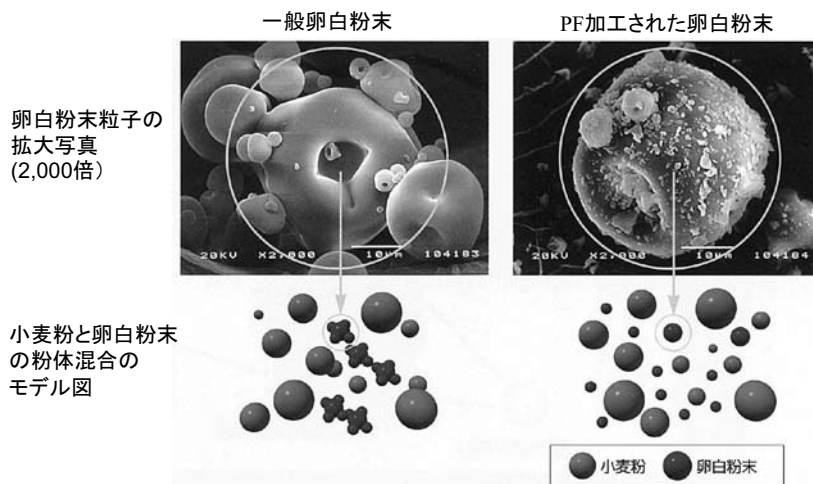 一般卵白粉末
PF加工された卵白粉末
卵白粉末粒子の
拡大写真
(2,000倍)
20KV X2,000 10μm 104183
20KV X2,000 10μm 104184
小麦粉と卵白粉末
の粉体混合の
モデル図
小麦粉 卵白粉末